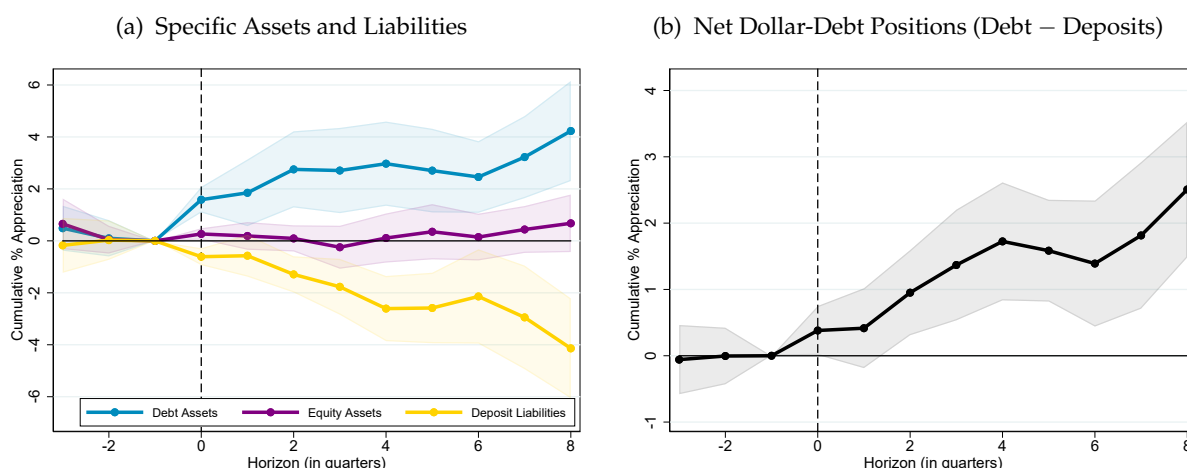 (a) Specific Assets and Liabilities
Cumulative % Appreciation
6
4
2
0
-2
-4
-6
Debt Assets
Equity Assets
Deposit Liabilities
-2
0
2
4
6
8
Horizon (in quarters)
(b) Net Dollar-Debt Positions (Debt − Deposits)
Cumulative % Appreciation
4
3
2
1
0
-1
-2
0
2
4
6
8
Horizon (in quarters)